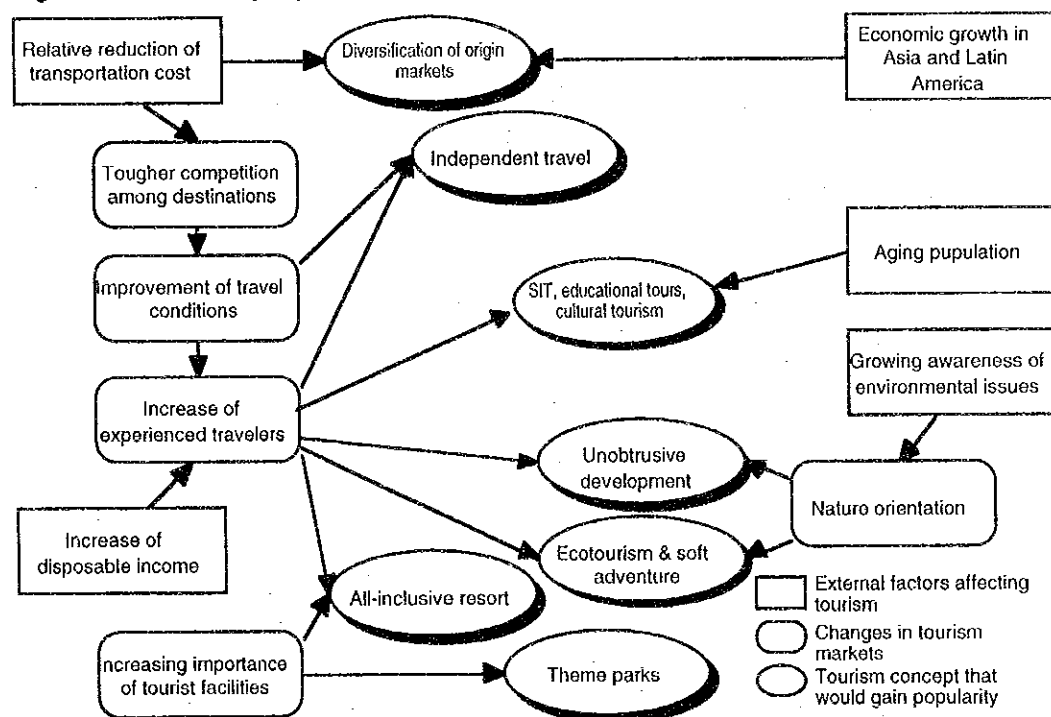 Relative reduction of
transportation cost
Diversification of origin
markets
Economic growth in
Asia and Latin
America
Tougher competition
among destinations
Independent travel
Improvement of travel
conditions
Aging pupulation
SIT, educational tours,
cultural tourism
Growing awareness of
environmental issues
Increase of
experienced travelers
Unobtrusive
development
Naturo orientation
Increase of
disposable income
Ecotourism & soft
adventure
All-inclusive resort
External factors affecting
tourism
Changes in tourism
markets
Increasing importance
of tourist facilities
Theme parks
Tourism concept that
would gain popularity